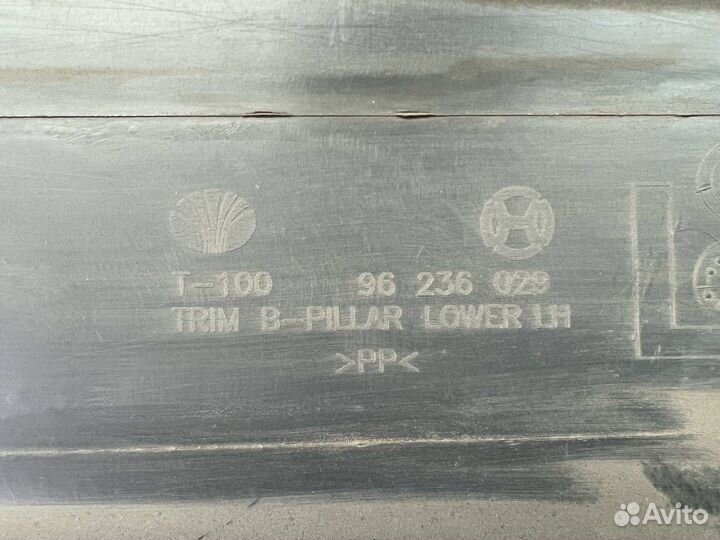 T-100 96 236 029
TRIM B-PILLAR LOWER LH
>PP<
Avito